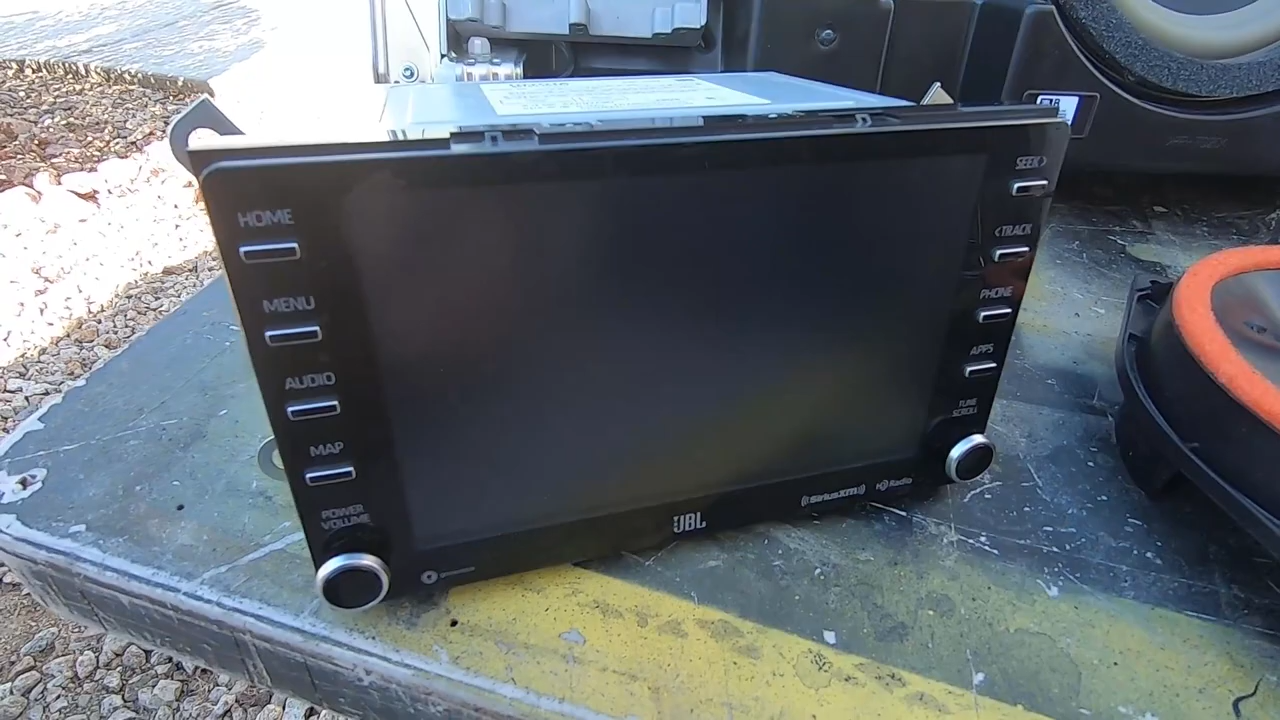 HOME
MENU
AUDIO
MAP
POWER
VOLUME
SEEK>
<TRACK
PHONE
APPS
TUNE
SCROLL
JBL
((SiriusXM))
HD Radio